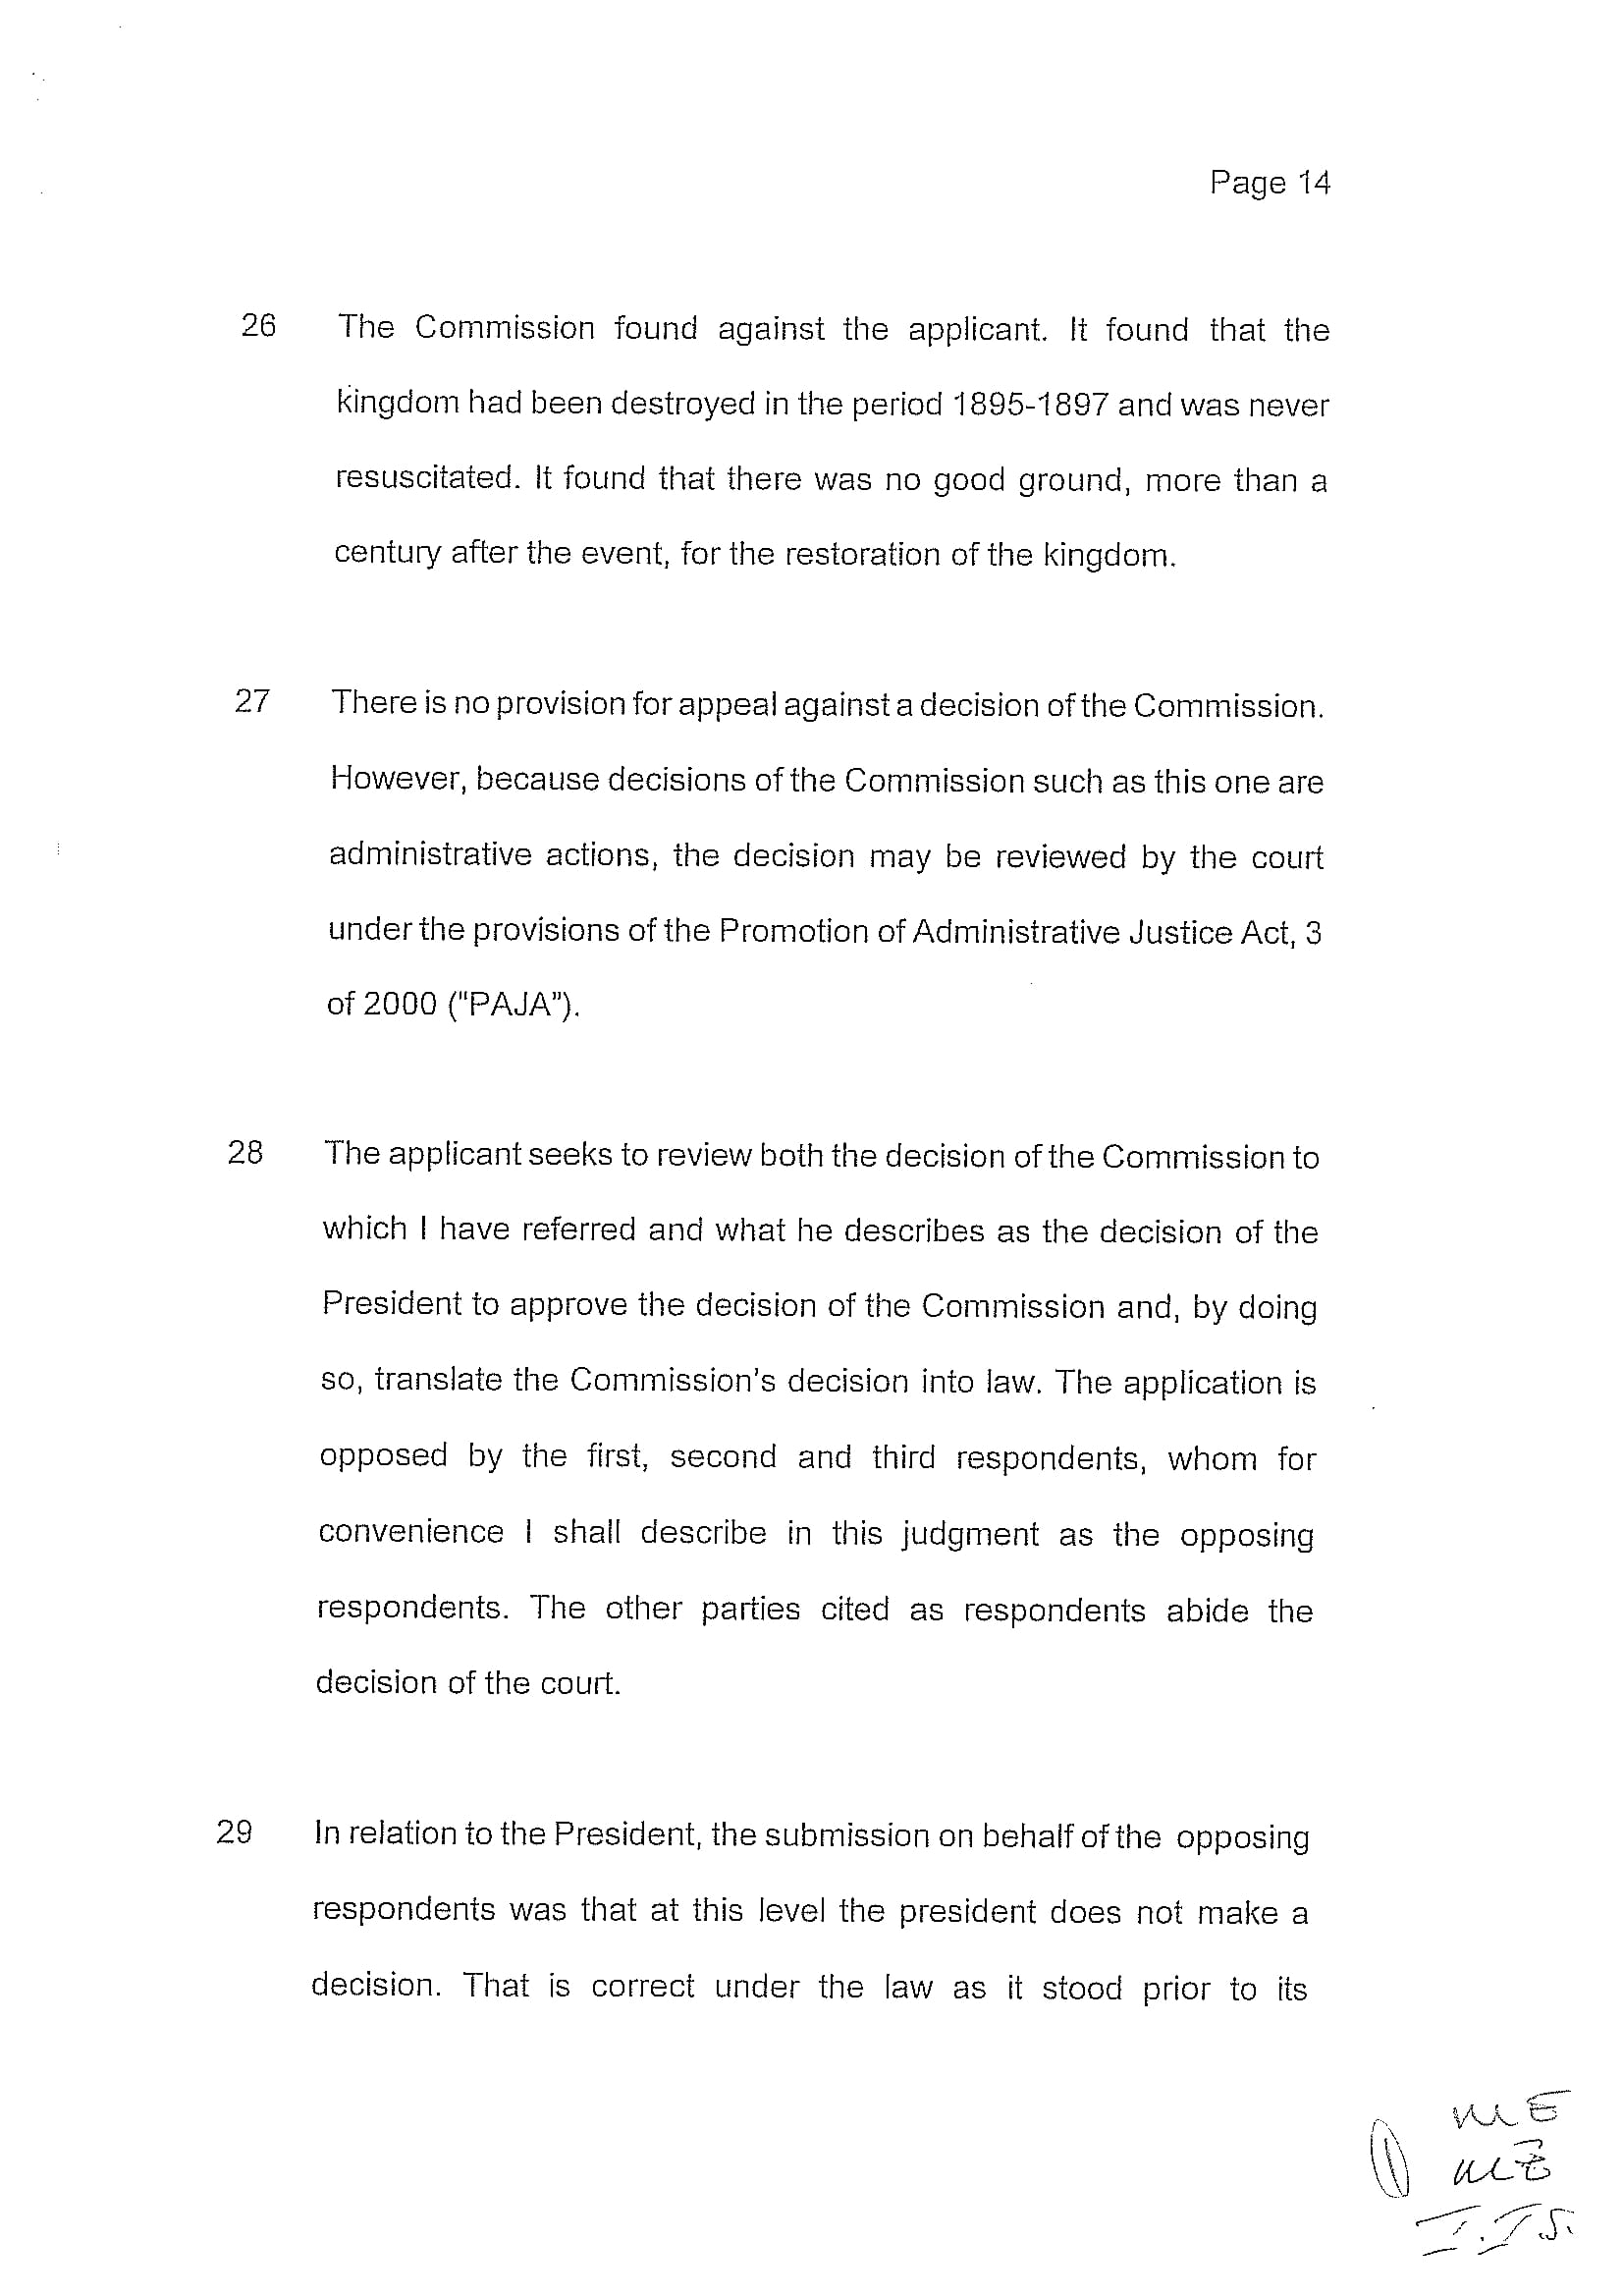 Page 14
26 The Commission found against the applicant. It found that the
kingdom had been destroyed in the period 1895-1897 and was never
resuscitated. It found that there was no good ground, more than a
century after the event, for the restoration of the kingdom.
27 There is no provision for appeal against a decision of the Commission.
However, because decisions of the Commission such as this one are
administrative actions, the decision may be reviewed by the court
under the provisions of the Promotion of Administrative Justice Act, 3
of 2000 ("PAJA").
28 The applicant seeks to review both the decision of the Commission to
which I have referred and what he describes as the decision of the
President to approve the decision of the Commission and, by doing
so, translate the Commission's decision into law. The application is
opposed by the first, second and third respondents, whom for
convenience I shall describe in this judgment as the opposing
respondents. The other parties cited as respondents abide the
decision of the court.
29 In relation to the President, the submission on behalf of the opposing
respondents was that at this level the president does not make a
decision. That is correct under the law as it stood prior to its